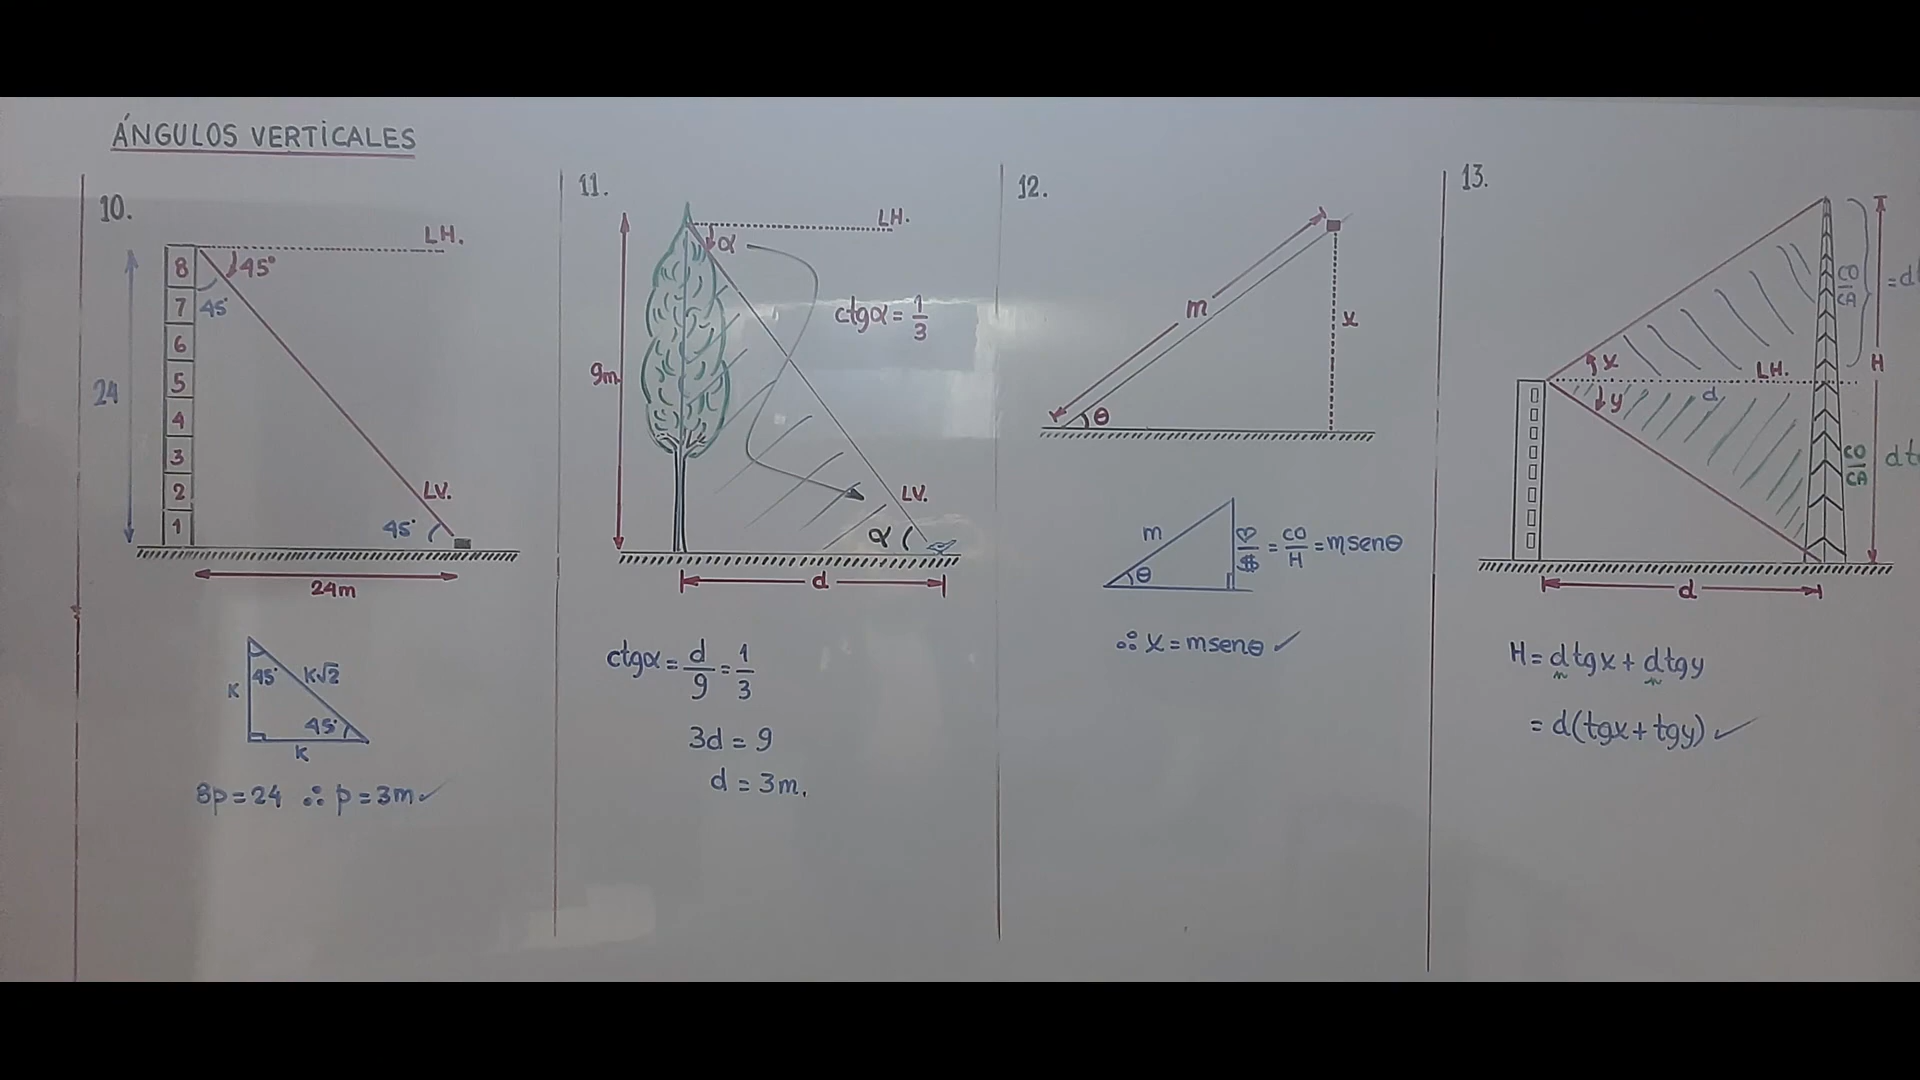 ÁNGULOS VERTICALES
10.
LH.
8
45°
7
45°
6
5
24
4
3
2
LV.
1
45°
24m
45°
K√2
K
45°
K
8p=24 ∴ p=3m ✓
11.
LH.
α
ctgα = 1/3
9m
LV.
α
d
ctgα = d/9 = 1/3
3d = 9
d = 3m.
12.
m
x
θ
m
θ
♡/$ = CO/H = msenθ
∴ x = msenθ ✓
13.
CO/CA
x
LH.
H
d
y
CO/CA
d
H = dtgx + dtgy
= d(tgx + tgy) ✓